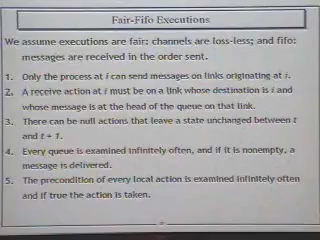 Fair-Fifo Executions
We assume executions are fair: channels are loss-less; and fifo:
messages are received in the order sent.
1. Only the process at i can send messages on links originating at i.
2. A receive action at i must be on a link whose destination is i and
whose message is at the head of the queue on that link.
3. There can be null actions that leave a state unchanged between t
and t + 1.
4. Every queue is examined infinitely often, and if it is nonempty, a
message is delivered.
5. The precondition of every local action is examined infinitely often
and if true the action is taken.